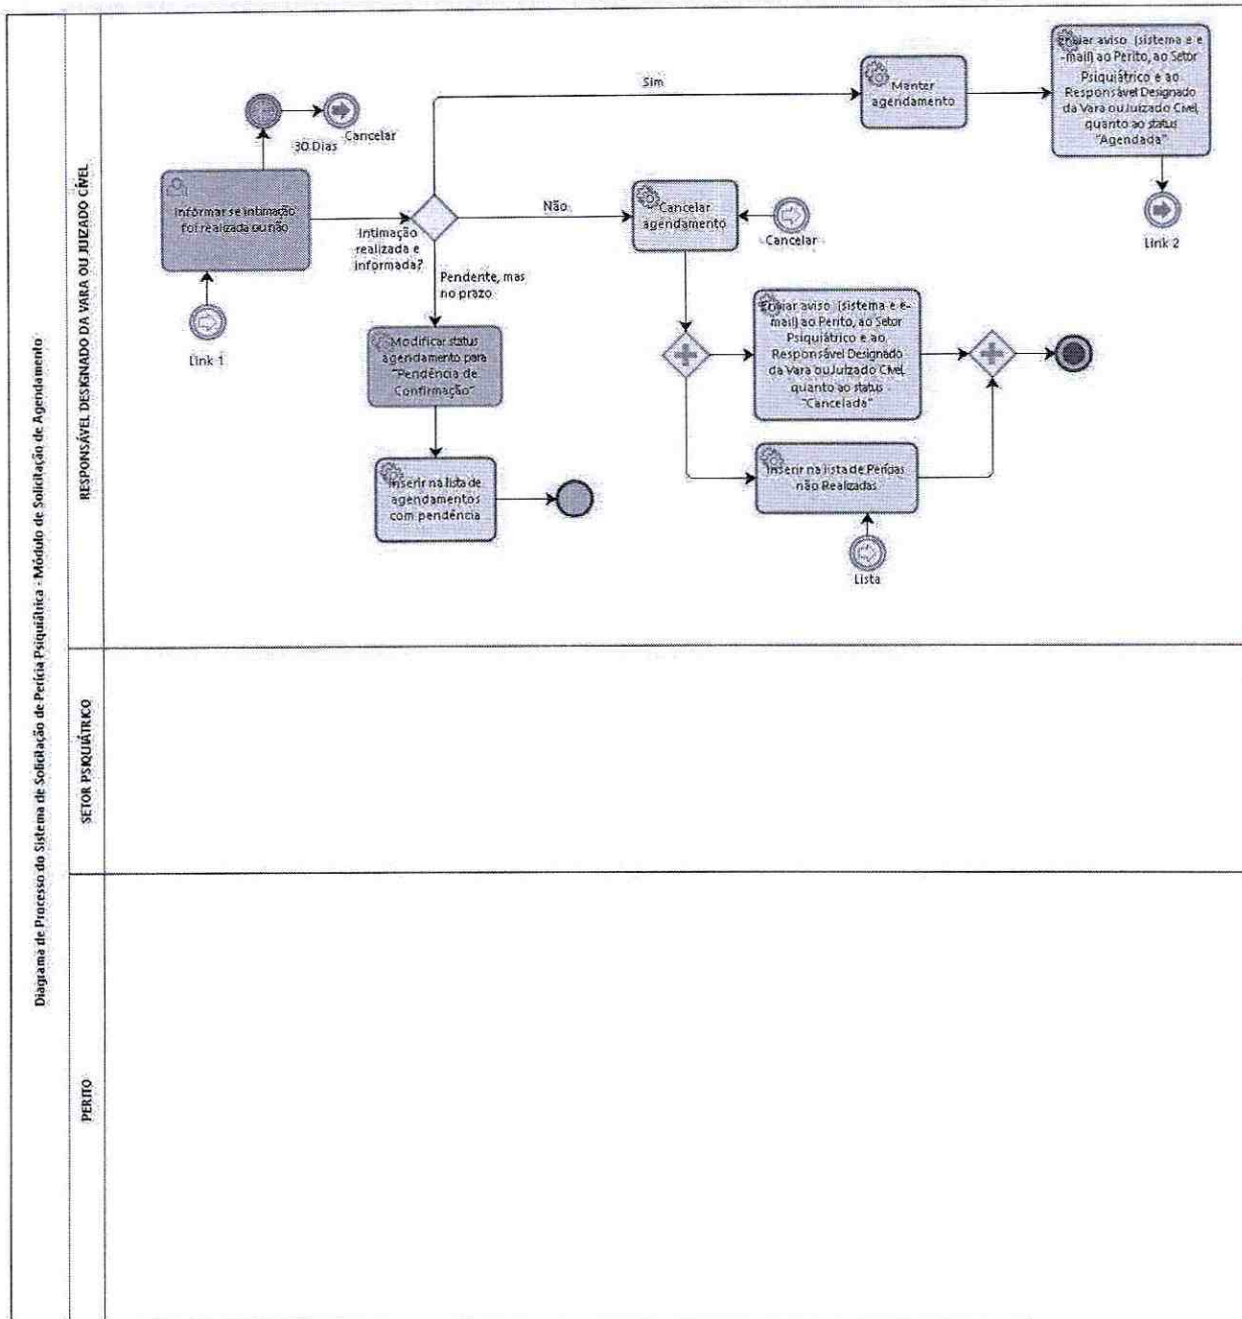 Diagrama de Processo do Sistema de Solicitação de Perícia Psiquiátrica - Módulo de Solicitação de Agendamento
RESPONSÁVEL DESIGNADO DA VARA OU JUIZADO CÍVEL
30 Dias
Cancelar
Informar se intimação
foi realizada ou não
Link 1
Intimação
realizada e
informada?
Sim
Manter
agendamento
Enviar aviso (sistema e e
-mail) ao Perito, ao Setor
Psiquiátrico e ao
Responsável Designado
da Vara ou Juizado Cível,
quanto ao status
"Agendada"
Link 2
Não
Cancelar
agendamento
Cancelar
Pendente, mas
no prazo
Modificar status
agendamento para
"Pendência de
Confirmação"
Inserir na lista de
agendamentos
com pendência
Enviar aviso (sistema e e-
mail) ao Perito, ao Setor
Psiquiátrico e ao
Responsável Designado
da Vara ou Juizado Cível,
quanto ao status
"Cancelada"
Inserir na lista de Perícias
não Realizadas
Lista
SETOR PSIQUIÁTRICO
PERITO